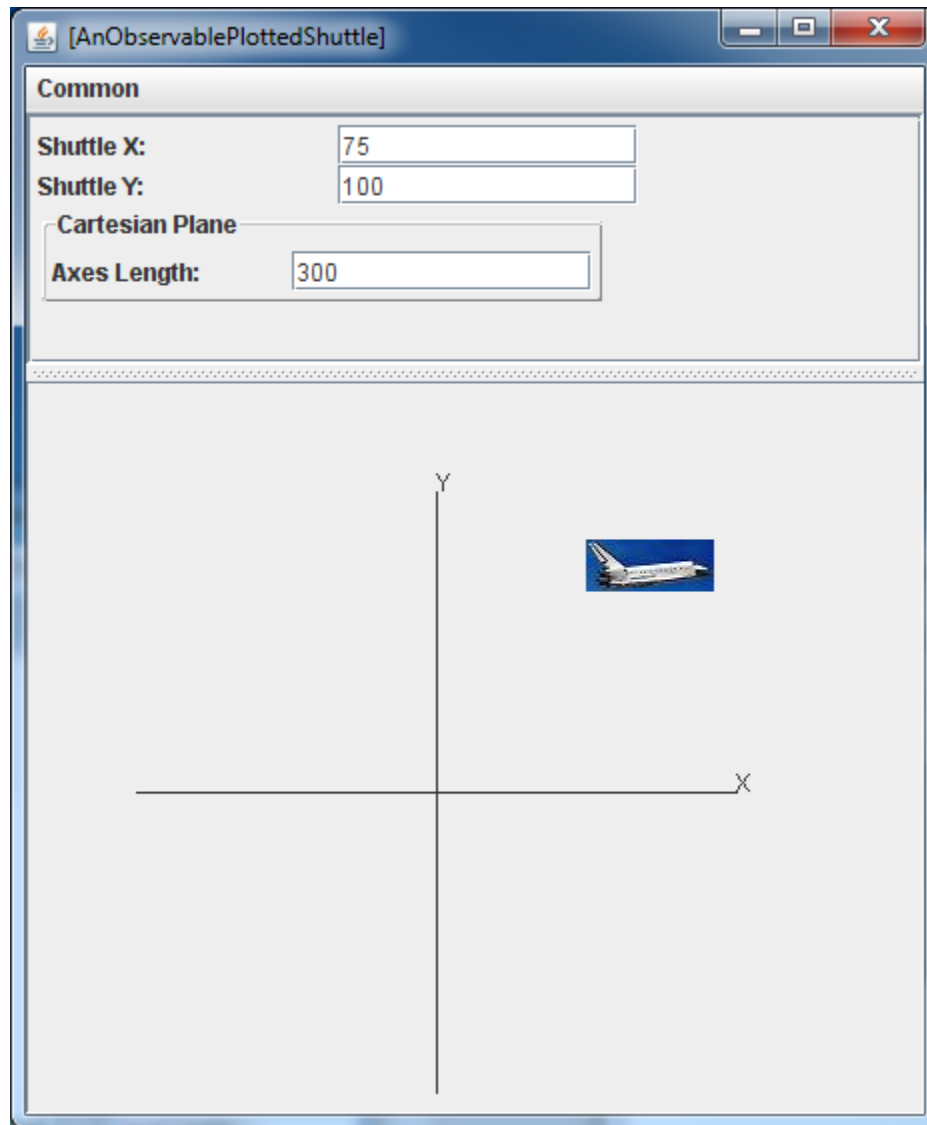 [AnObservablePlottedShuttle]
Common
Shuttle X: 75
Shuttle Y: 100
Cartesian Plane
Axes Length: 300
Y
X